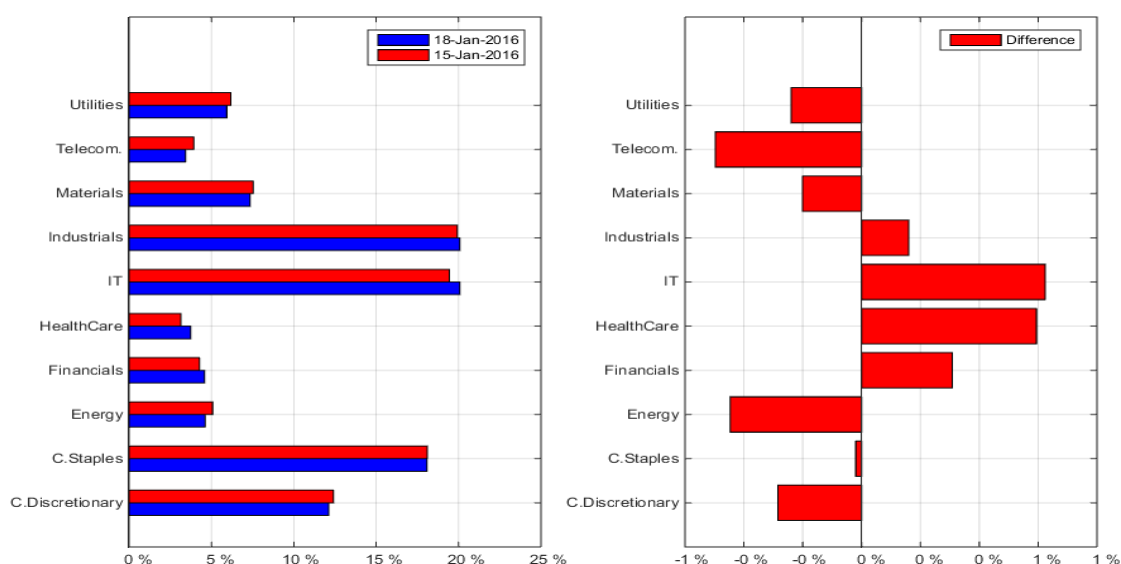 18-Jan-2016
15-Jan-2016
Utilities
Telecom.
Materials
Industrials
IT
HealthCare
Financials
Energy
C.Staples
C.Discretionary
0 % 5 % 10 % 15 % 20 % 25 %
Difference
Utilities
Telecom.
Materials
Industrials
IT
HealthCare
Financials
Energy
C.Staples
C.Discretionary
-1 % -0 % -0 % 0 % 0 % 0 % 1 % 1 %